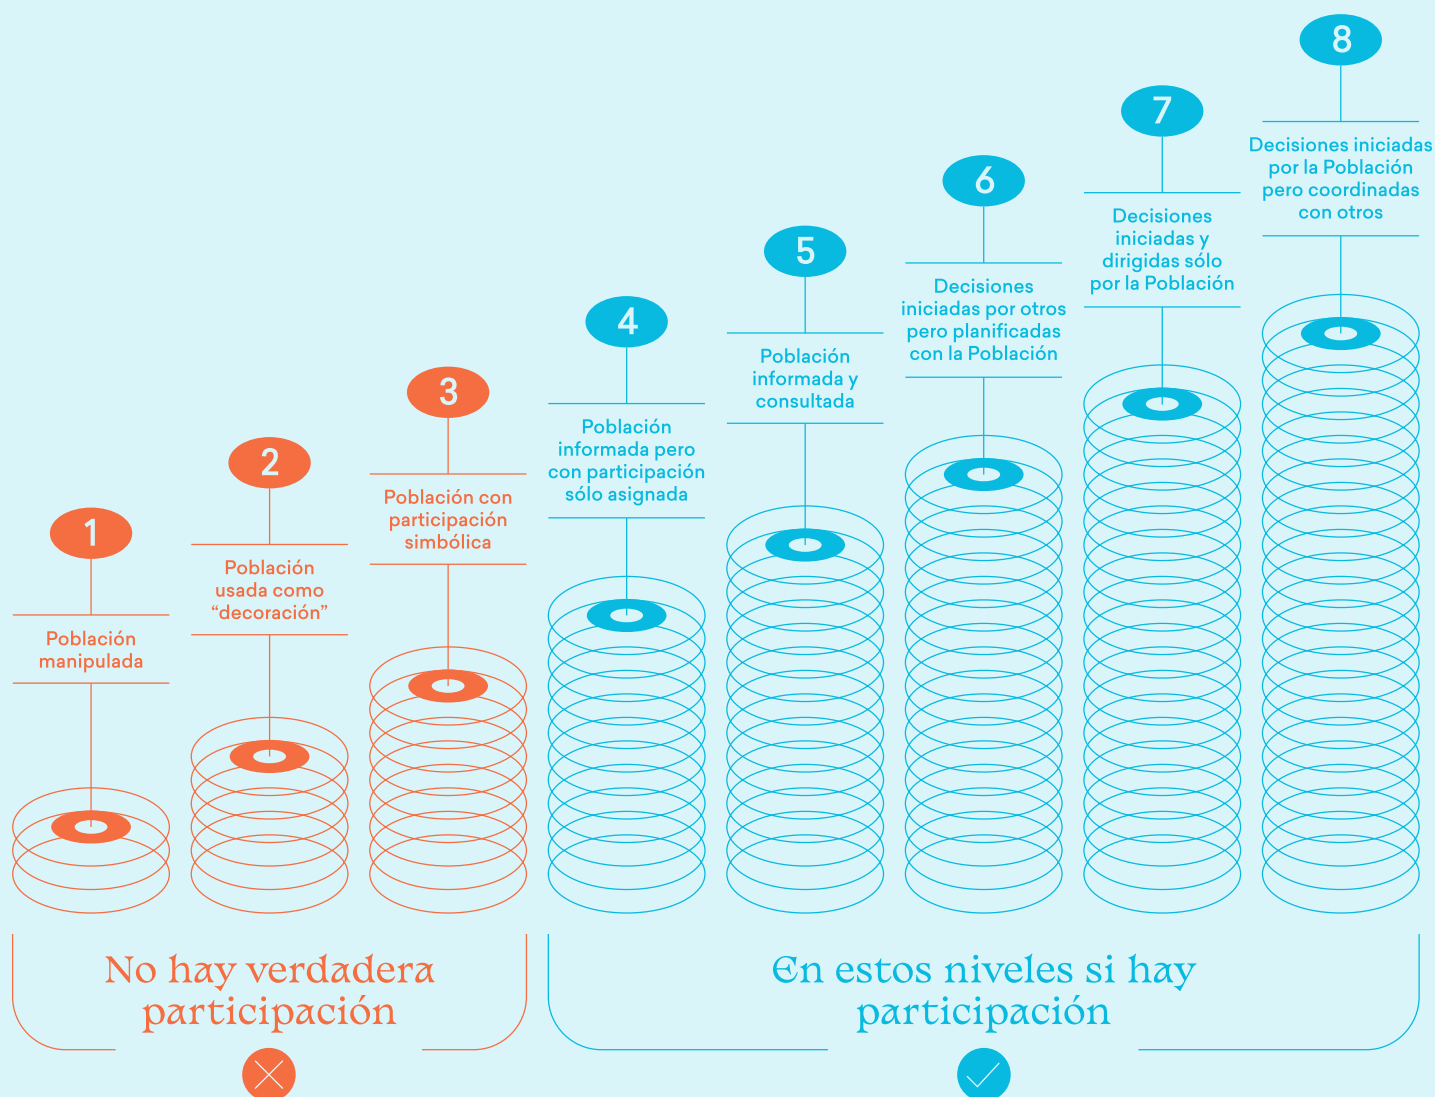 1
Población
manipulada
2
Población
usada como
“decoración”
3
Población con
participación
simbólica
4
Población
informada pero
con participación
sólo asignada
5
Población
informada y
consultada
6
Decisiones
iniciadas por otros
pero planificadas
con la Población
7
Decisiones
iniciadas y
dirigidas sólo
por la Población
8
Decisiones iniciadas
por la Población
pero coordinadas
con otros
No hay verdadera
participación
En estos niveles si hay
participación